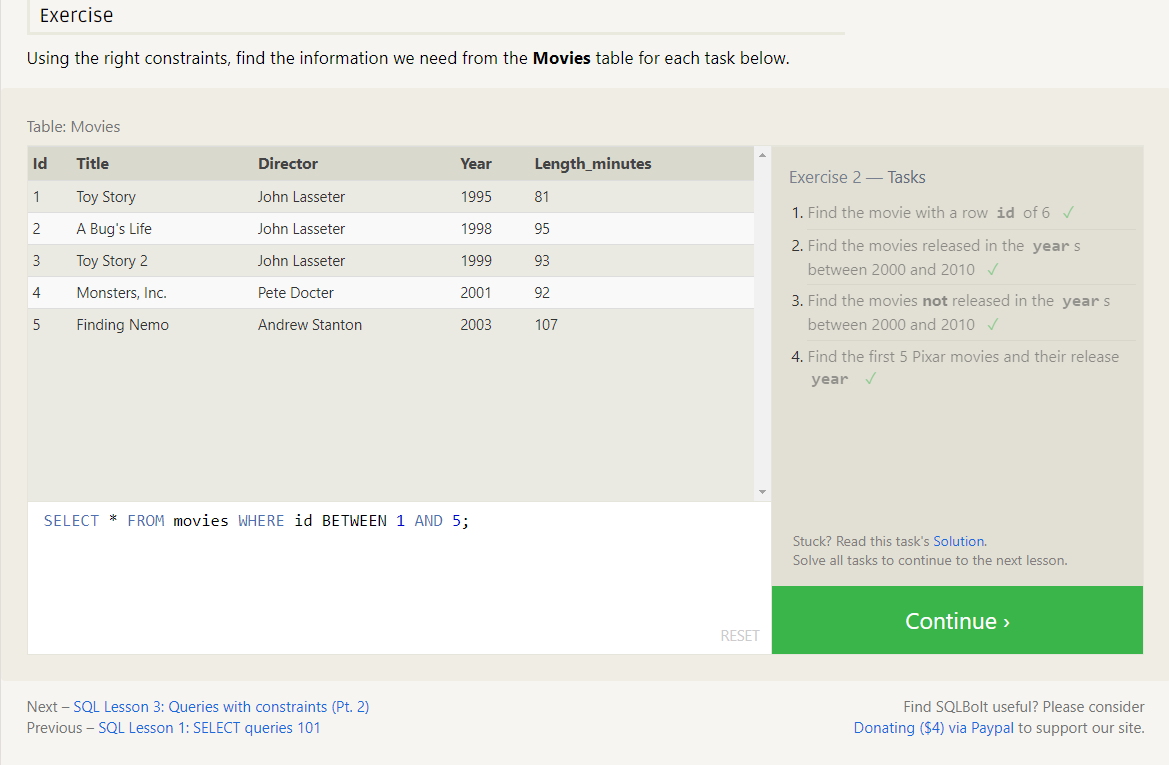 Exercise
Using the right constraints, find the information we need from the Movies table for each task below.
Table: Movies
Id Title Director Year Length_minutes
1 Toy Story John Lasseter 1995 81
2 A Bug's Life John Lasseter 1998 95
3 Toy Story 2 John Lasseter 1999 93
4 Monsters, Inc. Pete Docter 2001 92
5 Finding Nemo Andrew Stanton 2003 107
SELECT * FROM movies WHERE id BETWEEN 1 AND 5;
RESET
Exercise 2 — Tasks
1. Find the movie with a row id of 6 ✓
2. Find the movies released in the year s
between 2000 and 2010 ✓
3. Find the movies not released in the year s
between 2000 and 2010 ✓
4. Find the first 5 Pixar movies and their release
year ✓
Stuck? Read this task's Solution.
Solve all tasks to continue to the next lesson.
Continue ›
Next – SQL Lesson 3: Queries with constraints (Pt. 2)
Previous – SQL Lesson 1: SELECT queries 101
Find SQLBolt useful? Please consider
Donating ($4) via Paypal to support our site.